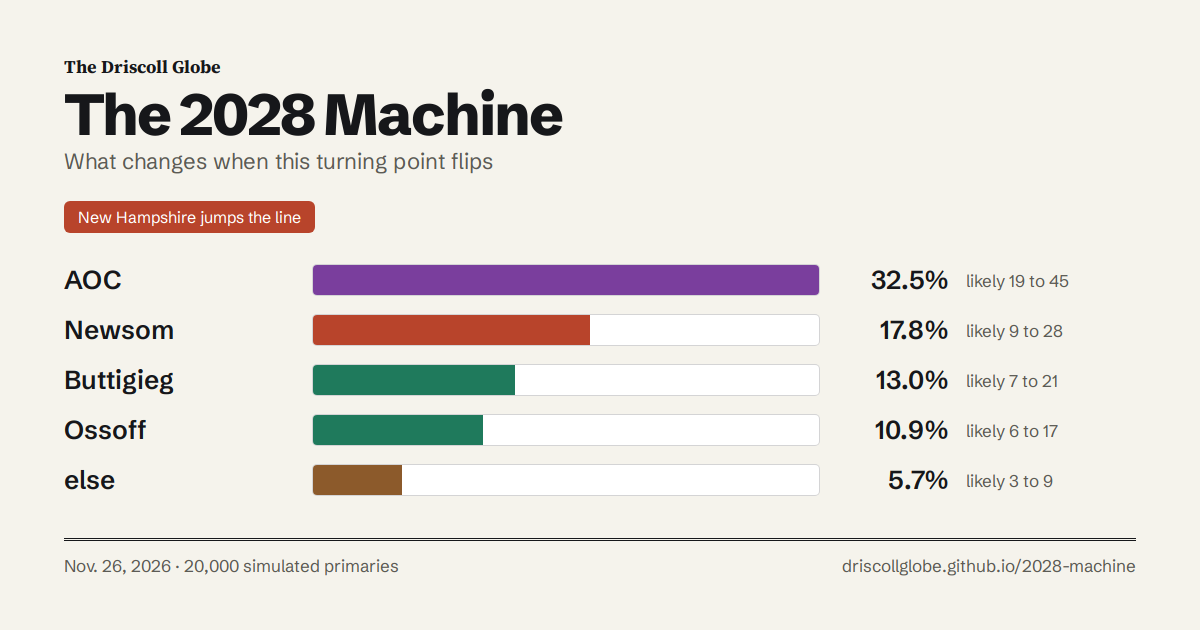 The Driscoll Globe
The 2028 Machine
What changes when this turning point flips
New Hampshire jumps the line
AOC 32.5% likely 19 to 45
Newsom 17.8% likely 9 to 28
Buttigieg 13.0% likely 7 to 21
Ossoff 10.9% likely 6 to 17
else 5.7% likely 3 to 9
Nov. 26, 2026 · 20,000 simulated primaries driscollglobe.github.io/2028-machine